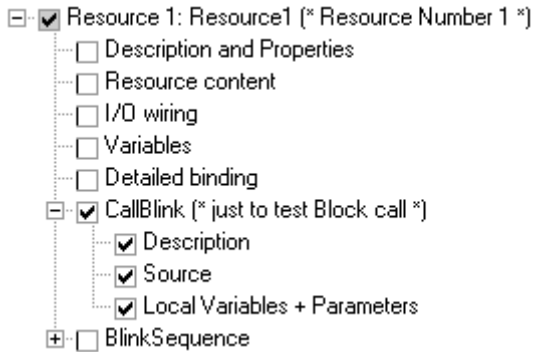 Resource 1: Resource1 (* Resource Number 1 *)
Description and Properties
Resource content
I/O wiring
Variables
Detailed binding
CallBlink (* just to test Block call *)
Description
Source
Local Variables + Parameters
BlinkSequence